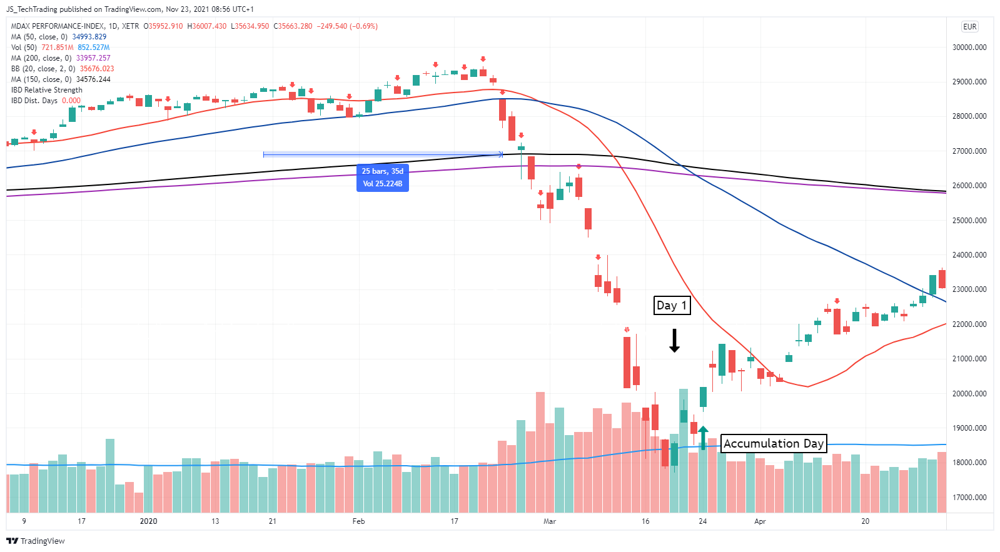 JS_TechTrading published on TradingView.com, Nov 23, 2021 08:56 UTC+1
MDAX PERFORMANCE-INDEX, 1D, XETR O35952.910 H36007.430 L35634.950 C35663.280 −249.540 (−0.69%)
MA (50, close, 0) 34993.829
Vol (50) 721.851M 852.527M
MA (200, close, 0) 33957.257
BB (20, close, 2, 0) 35676.023
MA (150, close, 0) 34576.244
IBD Relative Strength
IBD Dist. Days 0.000
EUR
30000.000
29000.000
28000.000
27000.000
26000.000
25000.000
24000.000
23000.000
22000.000
21000.000
20000.000
19000.000
18000.000
17000.000
25 bars, 35d
Vol 25.224B
Day 1
Accumulation Day
9 17 2020 13 21 Feb 17 Mar 16 24 Apr 20
TradingView